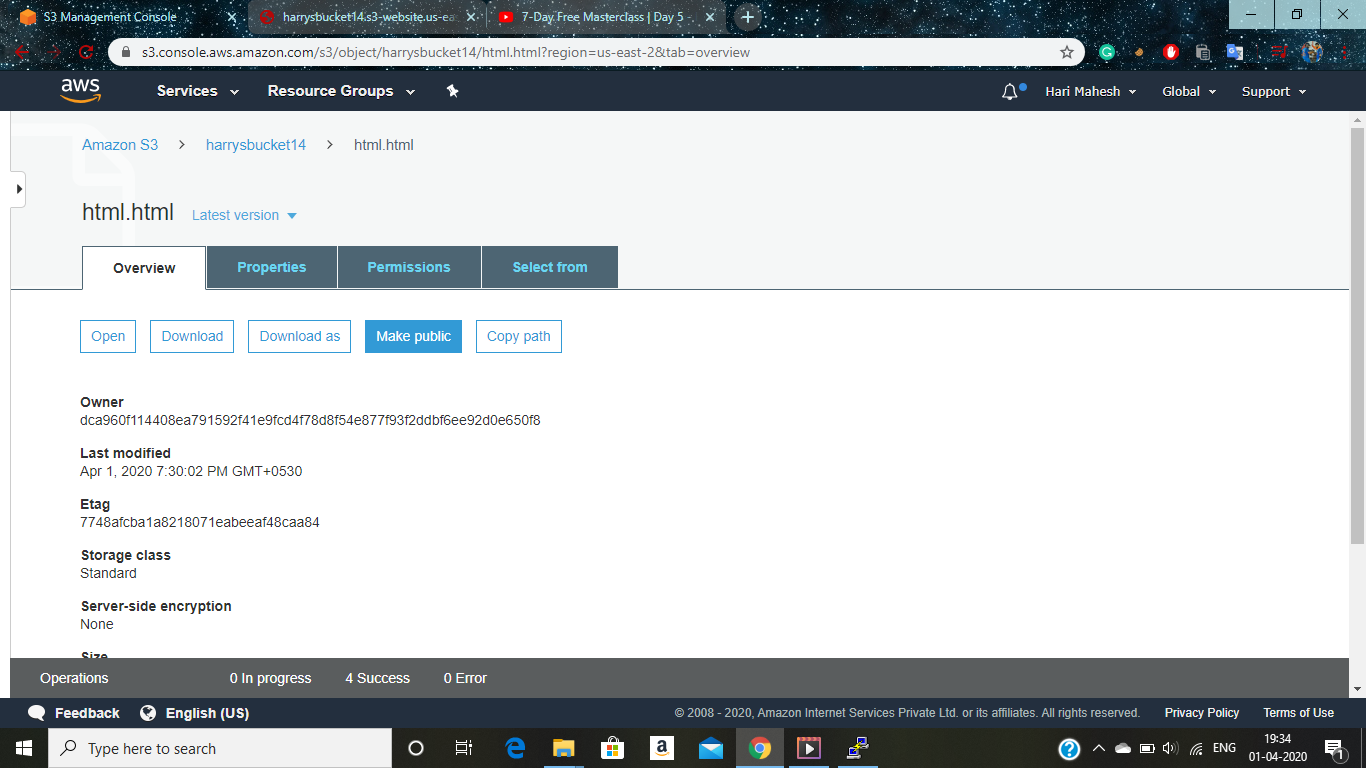 S3 Management Console
harrysbucket14.s3-website.us-ea
7-Day Free Masterclass | Day 5 -
s3.console.aws.amazon.com/s3/object/harrysbucket14/html.html?region=us-east-2&tab=overview
aws
Services
Resource Groups
Hari Mahesh
Global
Support
Amazon S3 > harrysbucket14 > html.html
html.html Latest version
Overview
Properties
Permissions
Select from
Open
Download
Download as
Make public
Copy path
Owner
dca960f114408ea791592f41e9fcd4f78d8f54e877f93f2ddbf6ee92d0e650f8
Last modified
Apr 1, 2020 7:30:02 PM GMT+0530
Etag
7748afcba1a8218071eabeeaf48caa84
Storage class
Standard
Server-side encryption
None
Size
Operations 0 In progress 4 Success 0 Error
Feedback English (US)
© 2008 - 2020, Amazon Internet Services Private Ltd. or its affiliates. All rights reserved. Privacy Policy Terms of Use
Type here to search
ENG
19:34
01-04-2020
1